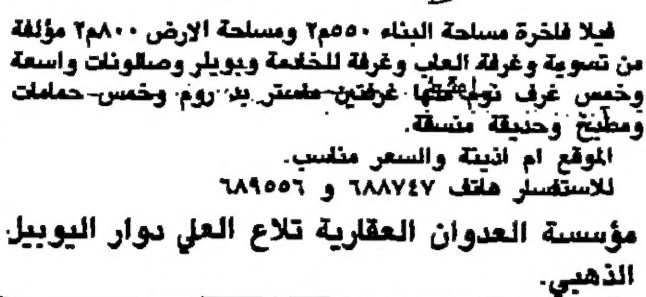 فيلا فاخرة مساحة البناء ٥٥٠م٢ ومساحة الارض ٨٠٠م٢ مؤلفة
من تسوية وغرفة العاب وغرفة للخادمة وبويلر وصالونات واسعة
وخمس غرف نوم منها غرفتين ماستر بد روم وخمس حمامات
ومطبخ وحديقة منسقة.
الموقع ام اذينة والسعر مناسب.
للاستفسار هاتف ٦٨٨٧٤٧ و ٦٨٩٥٥٦
مؤسسة العدوان العقارية تلاع العلي دوار اليوبيل
الذهبي.